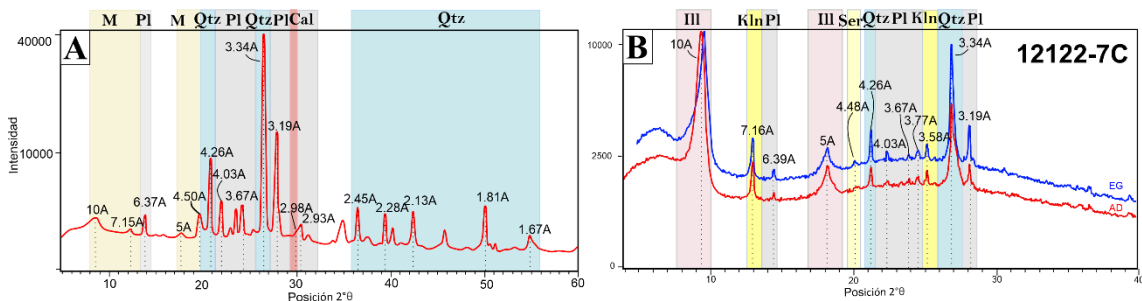 M Pl M Qtz Pl Qtz Pl Cal Qtz
A
40000
10000
Intensidad
3.34A
3.19A
4.26A
4.03A
4.50A
3.67A
6.37A
10A
7.15A
5A
2.98A
2.93A
2.45A
2.28A
2.13A
1.81A
1.67A
10 20 30 40 50 60
Posición 2°θ
Ill Kln Pl Ill Ser Qtz Pl Kln Qtz Pl
B
12122-7C
10000
2500
0
10A
3.34A
4.26A
4.48A
3.67A
3.77A
7.16A
3.58A
3.19A
4.03A
5A
6.39A
EG
AD
10 20 30 40
Posición 2°θ